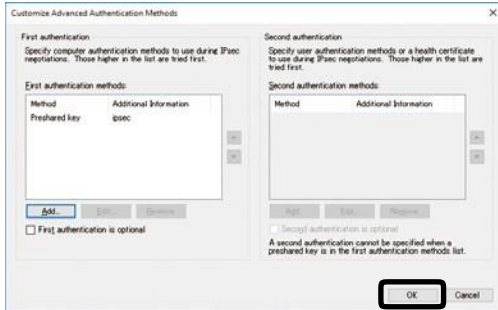 Customize Advanced Authentication Methods
First authentication
Specify computer authentication methods to use during IPsec
negotiations. Those higher in the list are tried first.
First authentication methods:
Method Additional Information
Preshared key ipsec
Add... Edit... Remove
First authentication is optional
Second authentication
Specify user authentication methods or a health certificate
to use during IPsec negotiations. Those higher in the list are
tried first.
Second authentication methods:
Method Additional Information
Add... Edit... Remove
Second authentication is optional
A second authentication cannot be specified when a
preshared key is in the first authentication methods list.
OK Cancel